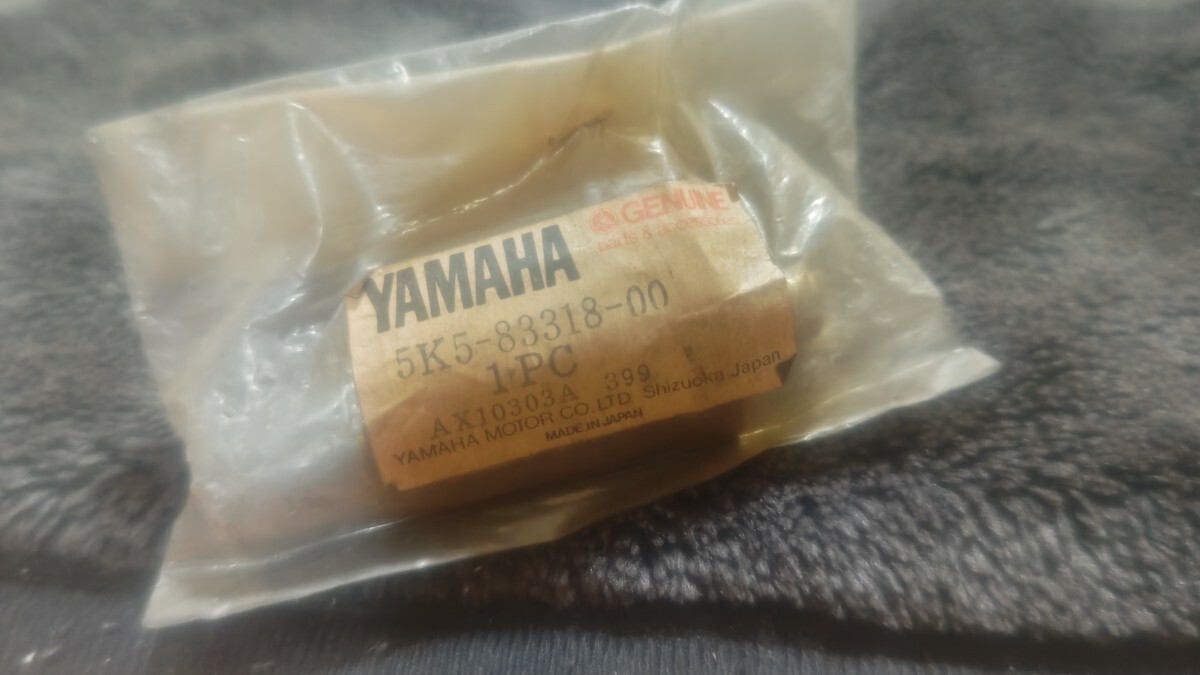 GENUINE
parts & accessories
YAMAHA
5K5-83318-00
1 PC
AX10303A 399
YAMAHA MOTOR CO.LTD. Shizuoka Japan
MADE IN JAPAN